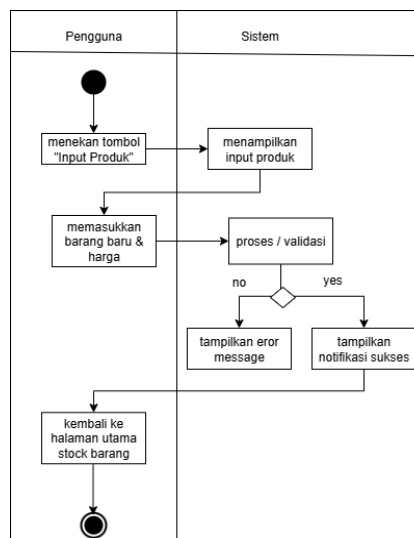 Pengguna
Sistem
menekan tombol
"Input Produk"
menampilkan
input produk
memasukkan
barang baru &
harga
proses / validasi
no
yes
tampilkan eror
message
tampilkan
notifikasi sukses
kembali ke
halaman utama
stock barang